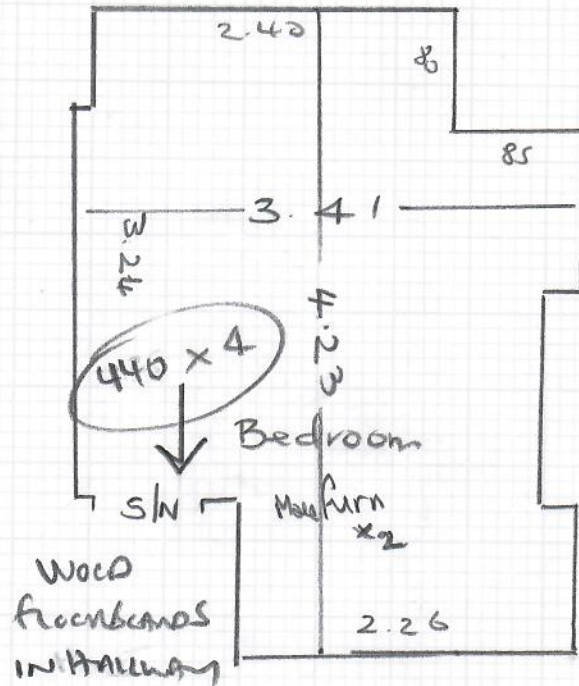 2.40
80
85
3.41
3.24
4.23
440 x 4
Bedroom
S/N
furn
x2
WOOD
FLOORBOARDS
IN HALLWAY
2.26